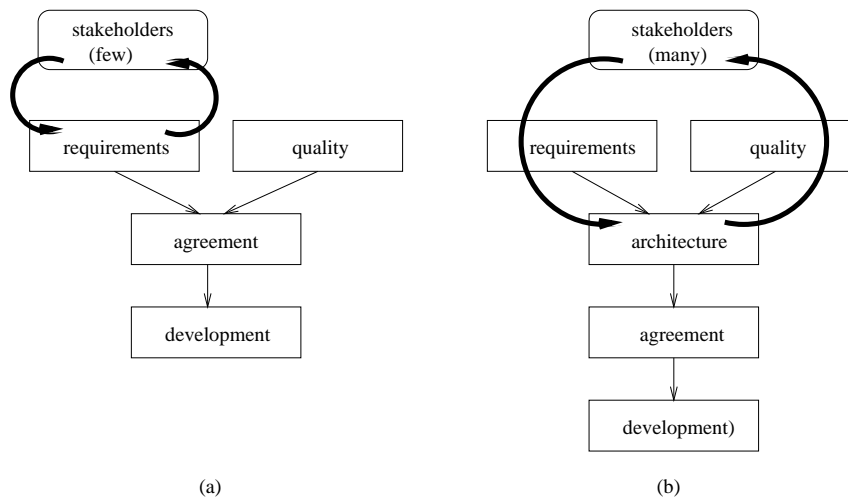 stakeholders
(few)
requirements
quality
agreement
development
(a)
stakeholders
(many)
requirements
quality
architecture
agreement
development)
(b)